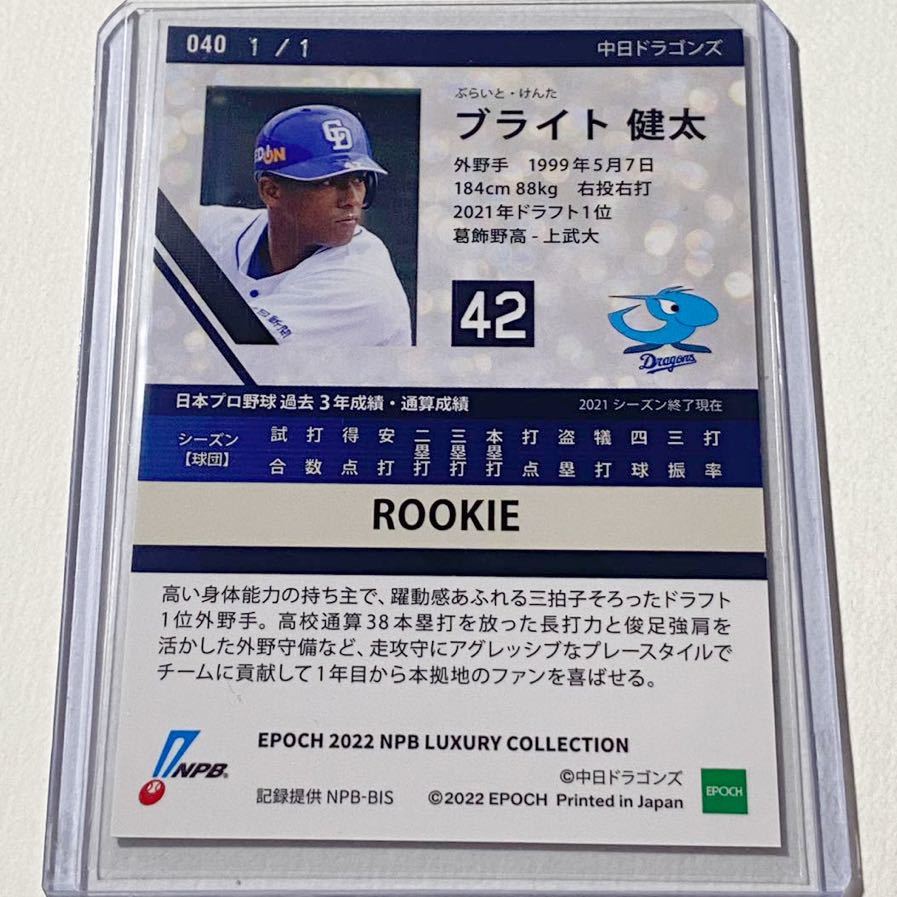 040 1/1 中日ドラゴンズ
ぶらいと・けんた
ブライト 健太
外野手 1999年5月7日
184cm 88kg 右投右打
2021年ドラフト1位
葛飾野高 - 上武大
42
Dragons
日本プロ野球 過去3年成績・通算成績 2021 シーズン終了現在
シーズン【球団】 試合 打数 得点 安打 二塁打 三塁打 本塁打 打点 盗塁 犠打 四球 三振 打率
ROOKIE
高い身体能力の持ち主で、躍動感あふれる三拍子そろったドラフト
1位外野手。高校通算38本塁打を放った長打力と俊足強肩を
活かした外野守備など、走攻守にアグレッシブなプレースタイルで
チームに貢献して1年目から本拠地のファンを喜ばせる。
NPB
EPOCH 2022 NPB LUXURY COLLECTION
©中日ドラゴンズ
記録提供 NPB-BIS ©2022 EPOCH Printed in Japan
EPOCH